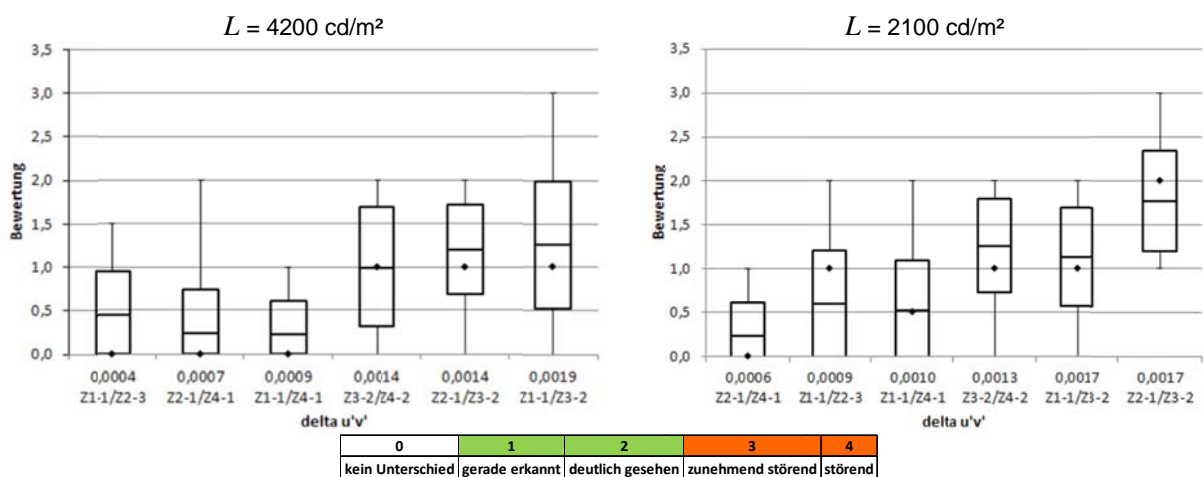 L = 4200 cd/m²
3,5
3,0
2,5
2,0
1,5
1,0
0,5
0,0
Bewertung
0,0004 0,0007 0,0009 0,0014 0,0014 0,0019
Z1-1/Z2-3 Z2-1/Z4-1 Z1-1/Z4-1 Z3-2/Z4-2 Z2-1/Z3-2 Z1-1/Z3-2
delta u'v'
L = 2100 cd/m²
3,5
3,0
2,5
2,0
1,5
1,0
0,5
0,0
Bewertung
0,0006 0,0009 0,0010 0,0013 0,0017 0,0017
Z2-1/Z4-1 Z1-1/Z2-3 Z1-1/Z4-1 Z3-2/Z4-2 Z1-1/Z3-2 Z2-1/Z3-2
delta u'v'
0 1 2 3 4
kein Unterschied gerade erkannt deutlich gesehen zunehmend störend störend